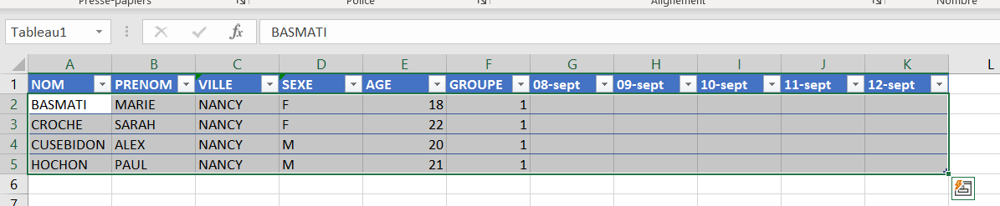 Presse-papiers Police Alignement Nombre
Tableau1 fx BASMATI
A B C D E F G H I J K L
1 NOM PRENOM VILLE SEXE AGE GROUPE 08-sept 09-sept 10-sept 11-sept 12-sept
2 BASMATI MARIE NANCY F 18 1
3 CROCHE SARAH NANCY F 22 1
4 CUSEBIDON ALEX NANCY M 20 1
5 HOCHON PAUL NANCY M 21 1
6
7